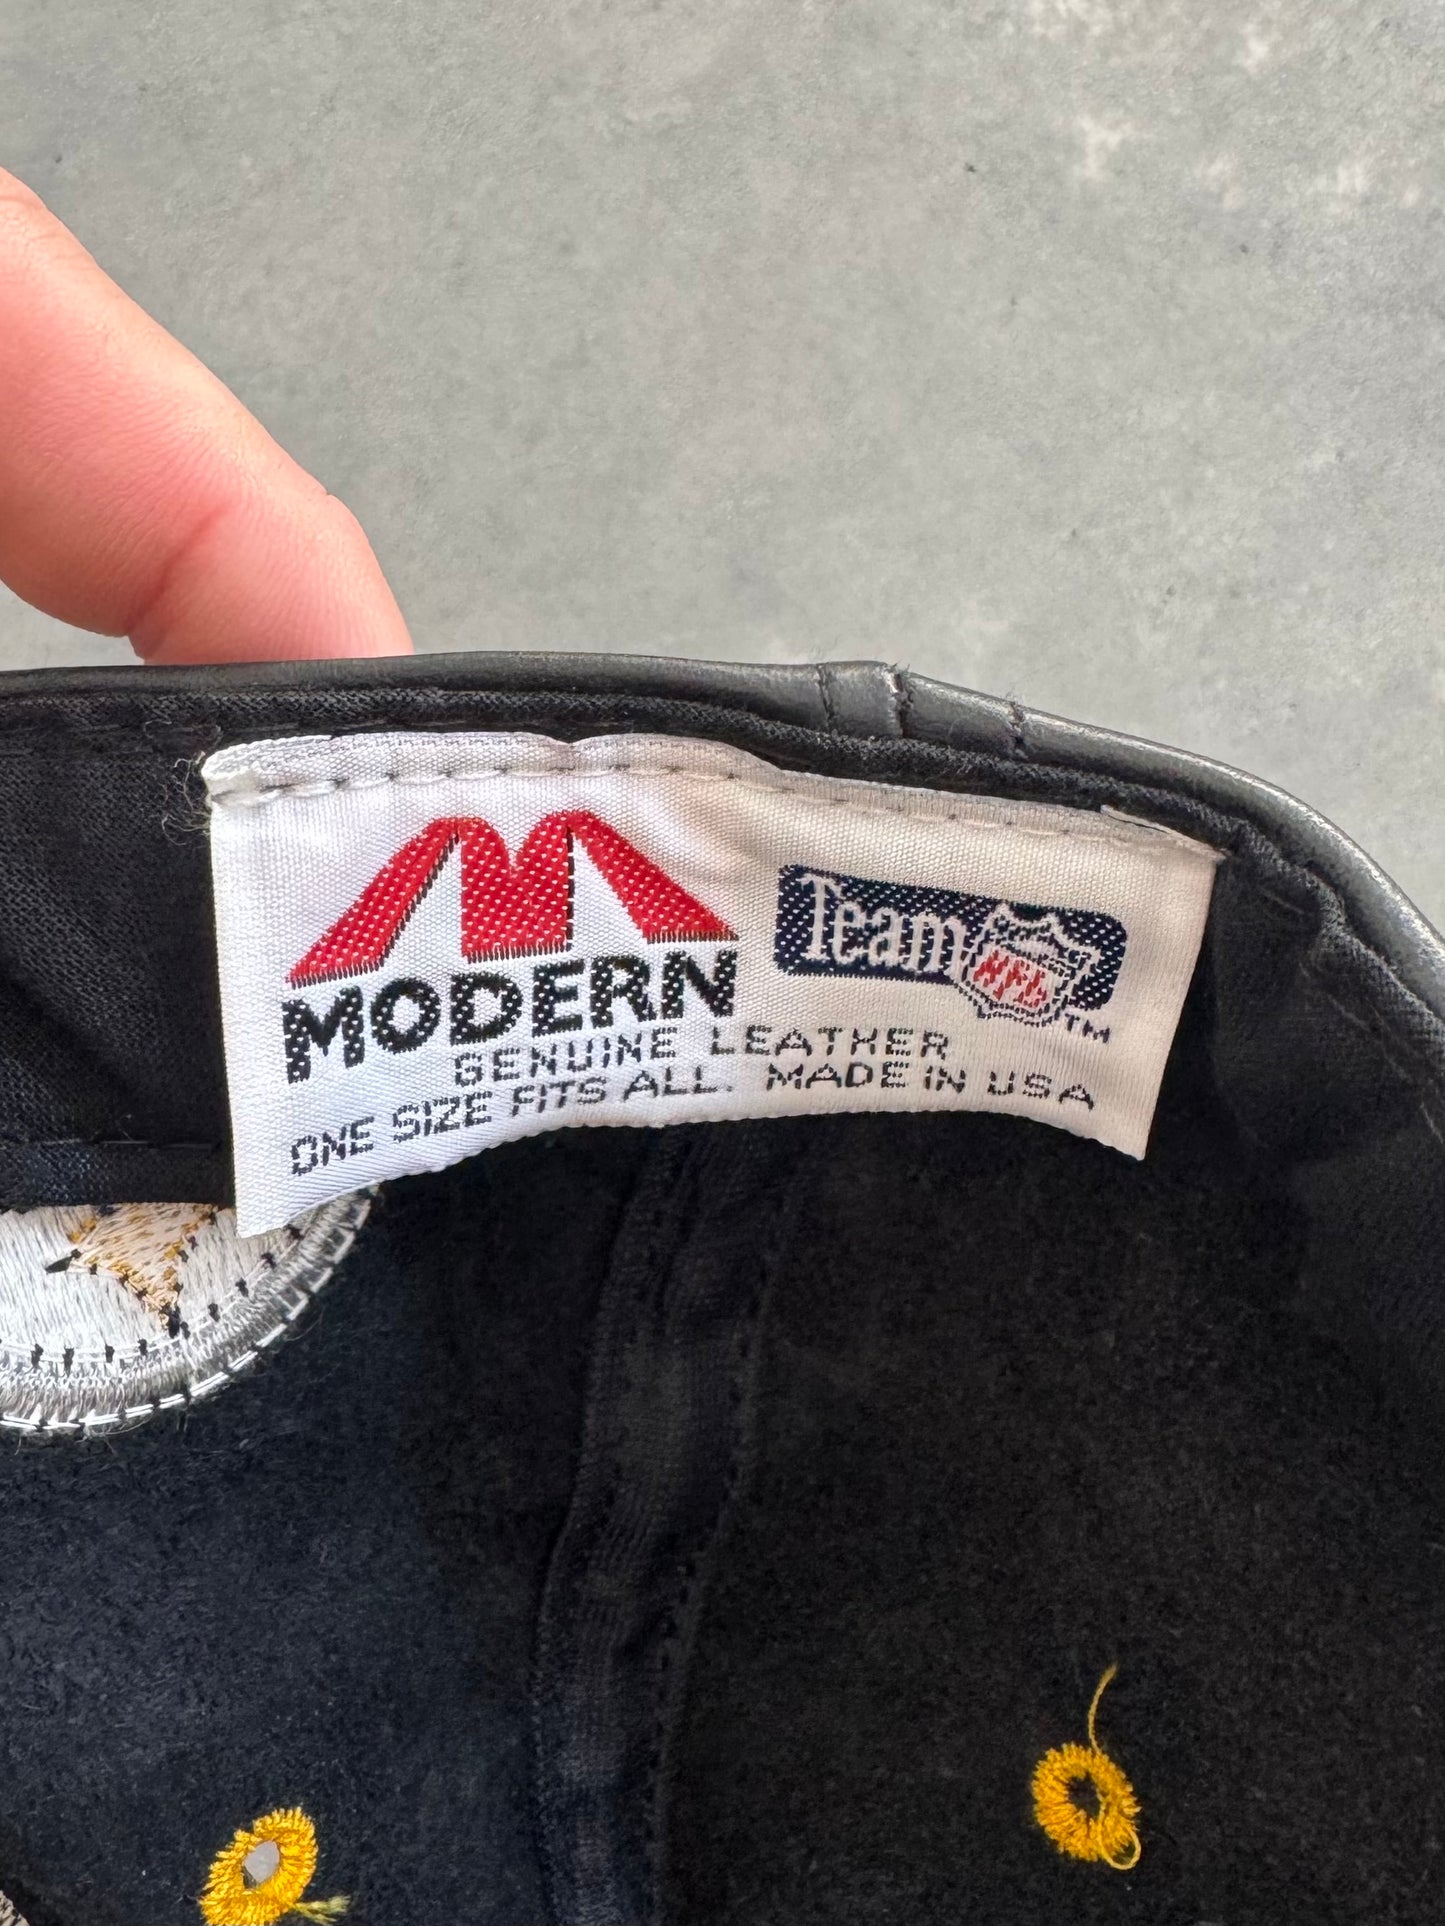 MODERN
Team NFL TM
GENUINE LEATHER
ONE SIZE FITS ALL. MADE IN USA